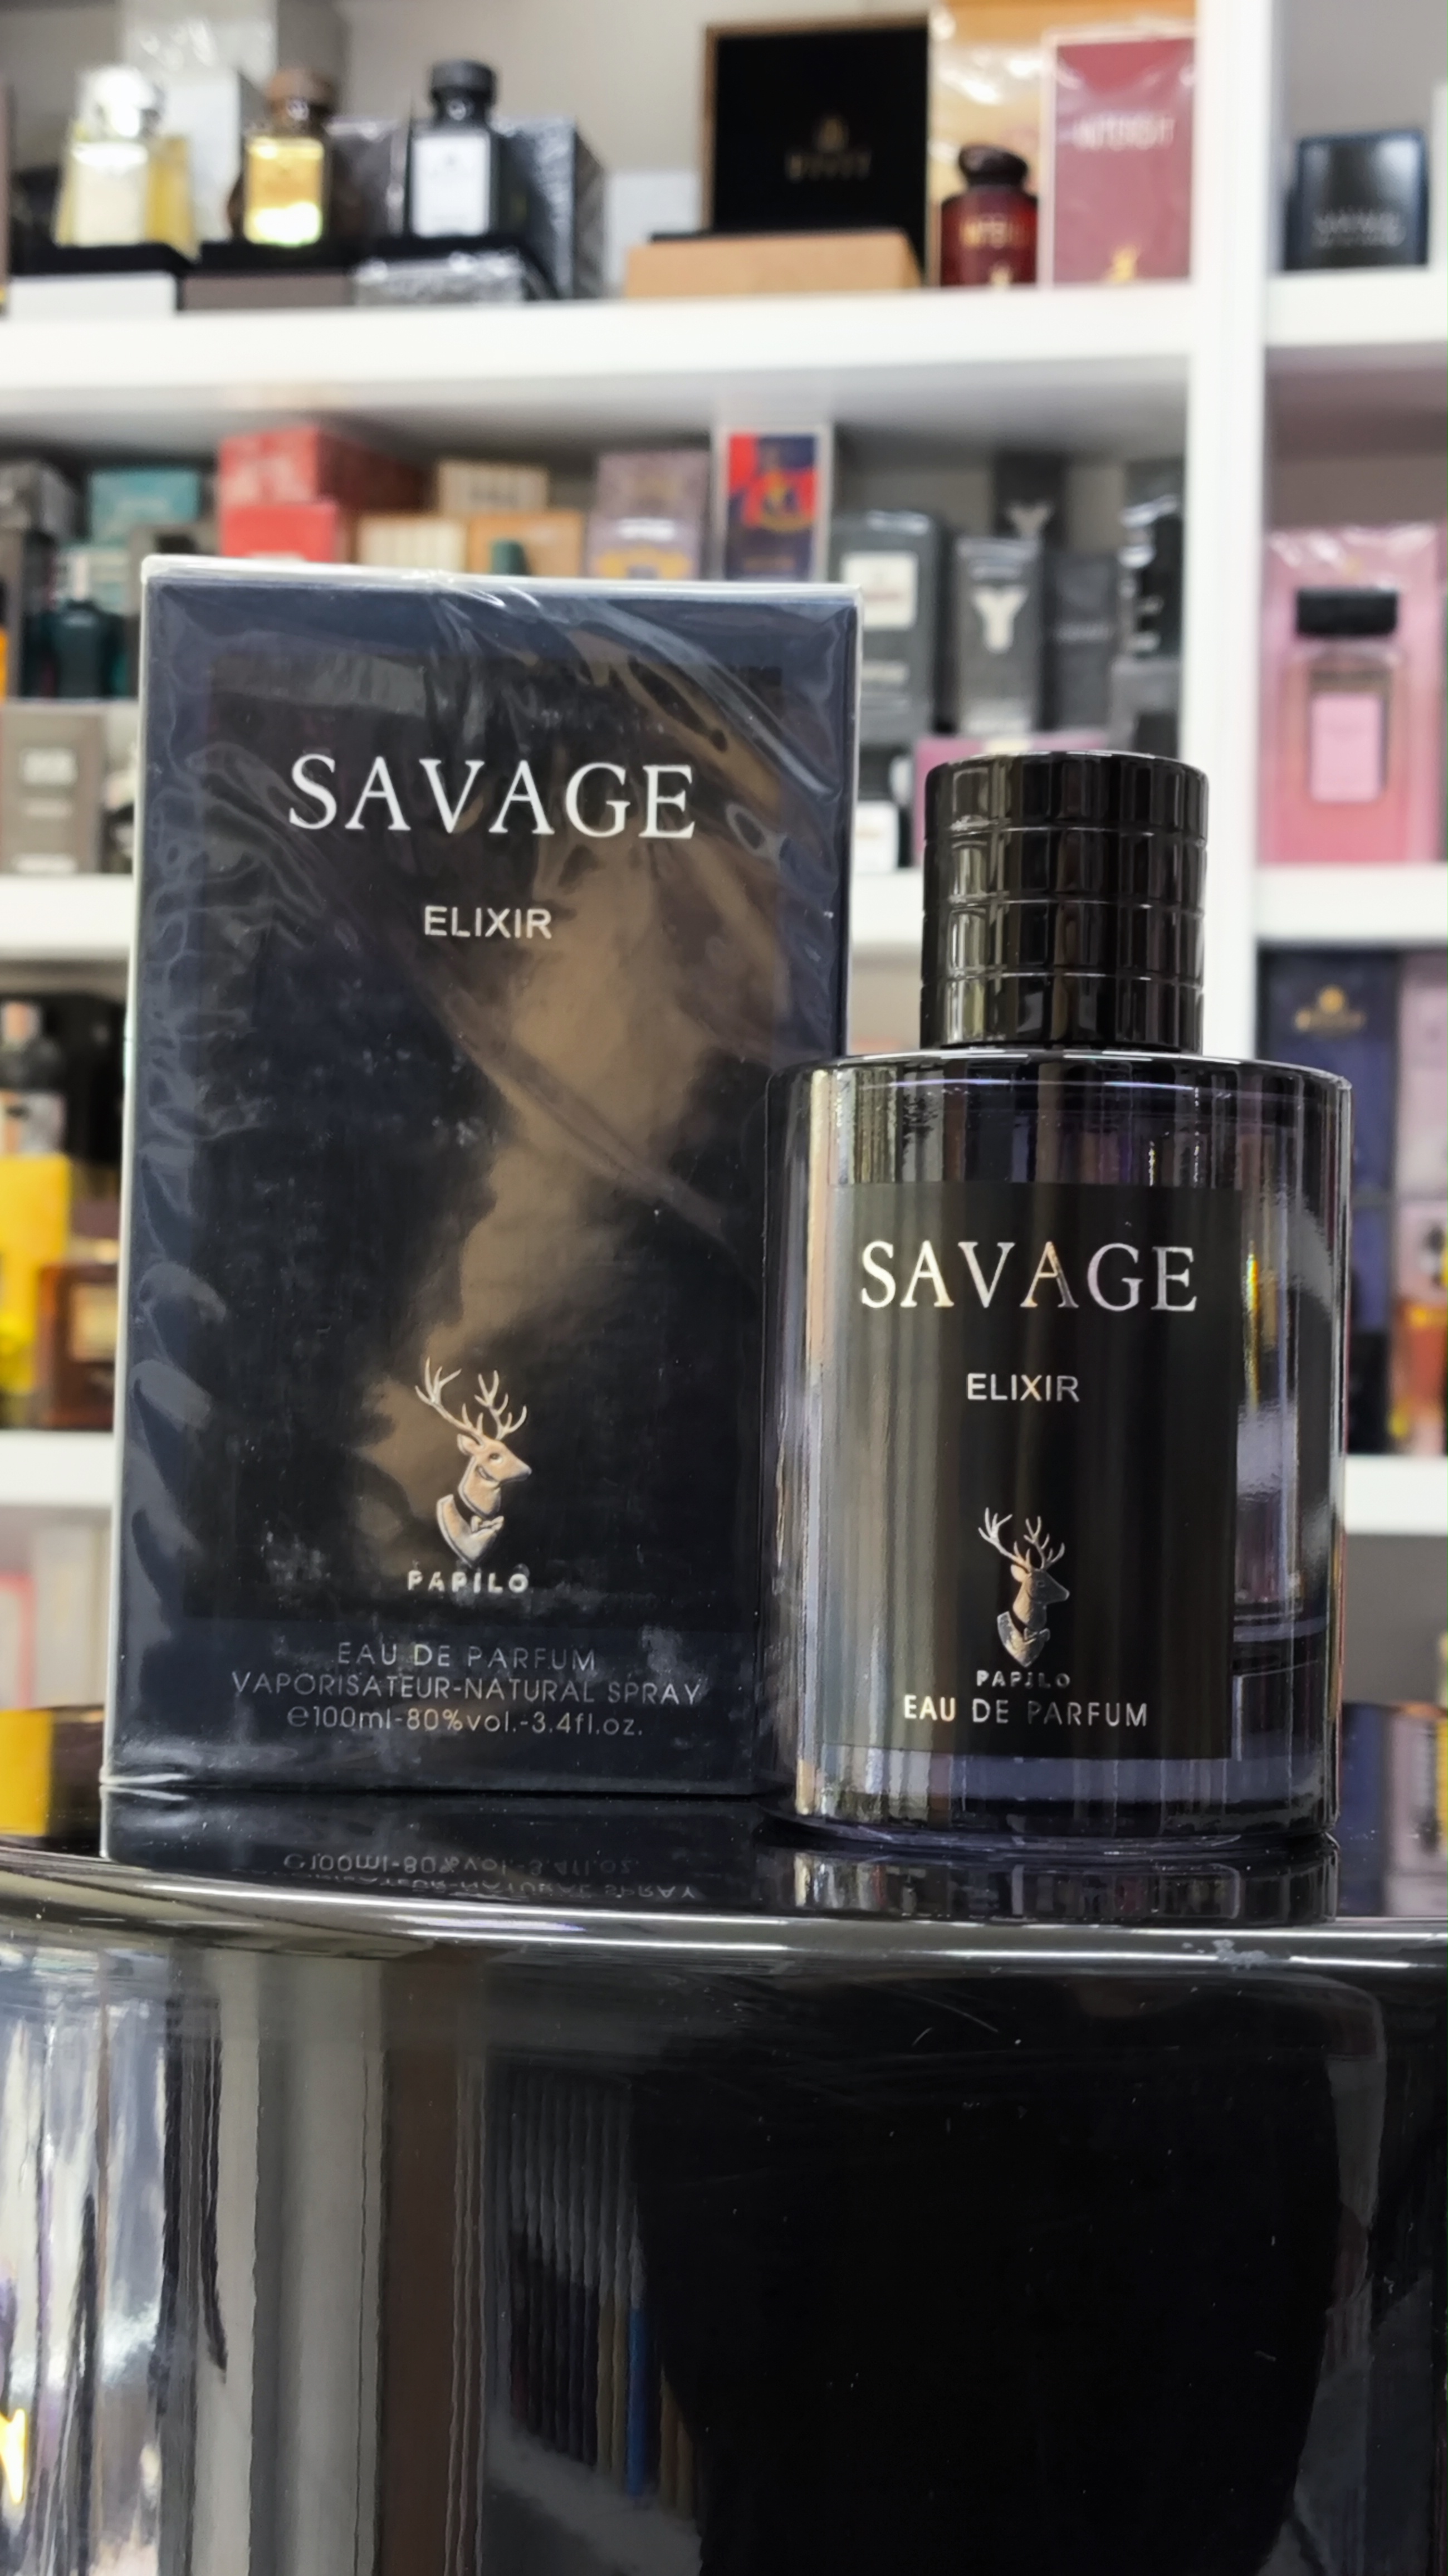 SAVAGE
ELIXIR
PAPILO
EAU DE PARFUM
VAPORISATEUR-NATURAL SPRAY
℮100ml-80%vol.-3.4fl.oz.
SAVAGE
ELIXIR
PAPILO
EAU DE PARFUM
Y